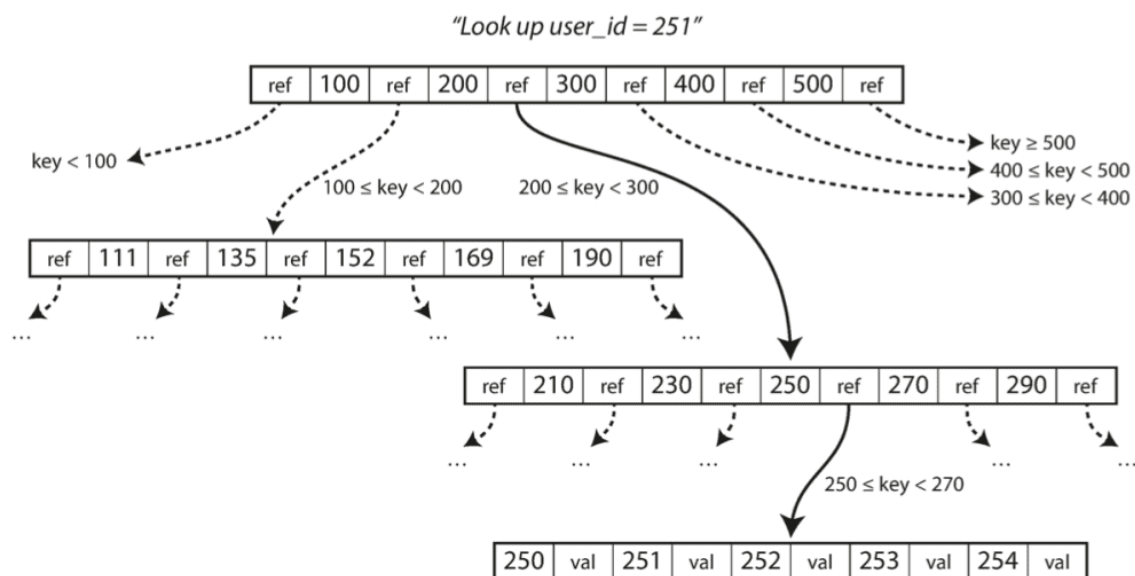 “Look up user_id = 251”
ref 100 ref 200 ref 300 ref 400 ref 500 ref
key < 100
key ≥ 500
400 ≤ key < 500
300 ≤ key < 400
100 ≤ key < 200
200 ≤ key < 300
ref 111 ref 135 ref 152 ref 169 ref 190 ref
... ... ... ... ... ...
ref 210 ref 230 ref 250 ref 270 ref 290 ref
... ... ... ... ...
250 ≤ key < 270
250 val 251 val 252 val 253 val 254 val